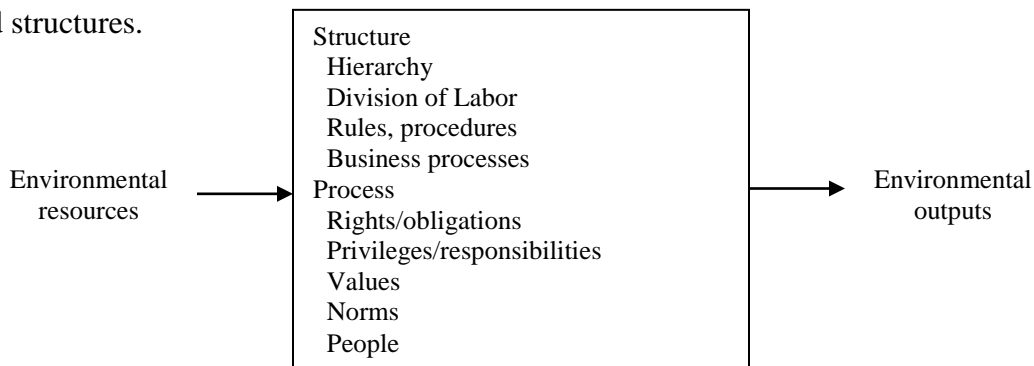 structures.
Structure
Hierarchy
Division of Labor
Rules, procedures
Business processes
Process
Rights/obligations
Privileges/responsibilities
Values
Norms
People
Environmental
resources
Environmental
outputs